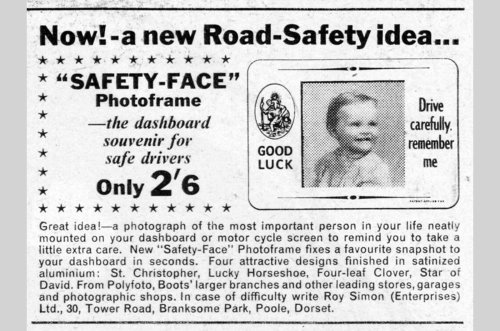 Now!-a new Road-Safety idea...
"SAFETY-FACE"
Photoframe
—the dashboard
souvenir for
safe drivers
Only 2'6
GOOD
LUCK
Drive
carefully,
remember
me
Great idea!—a photograph of the most important person in your life neatly
mounted on your dashboard or motor cycle screen to remind you to take a
little extra care. New "Safety-Face" Photoframe fixes a favourite snapshot to
your dashboard in seconds. Four attractive designs finished in satinized
aluminium: St. Christopher, Lucky Horseshoe, Four-leaf Clover, Star of
David. From Polyfoto, Boots' larger branches and other leading stores, garages
and photographic shops. In case of difficulty write Roy Simon (Enterprises)
Ltd., 30, Tower Road, Branksome Park, Poole, Dorset.